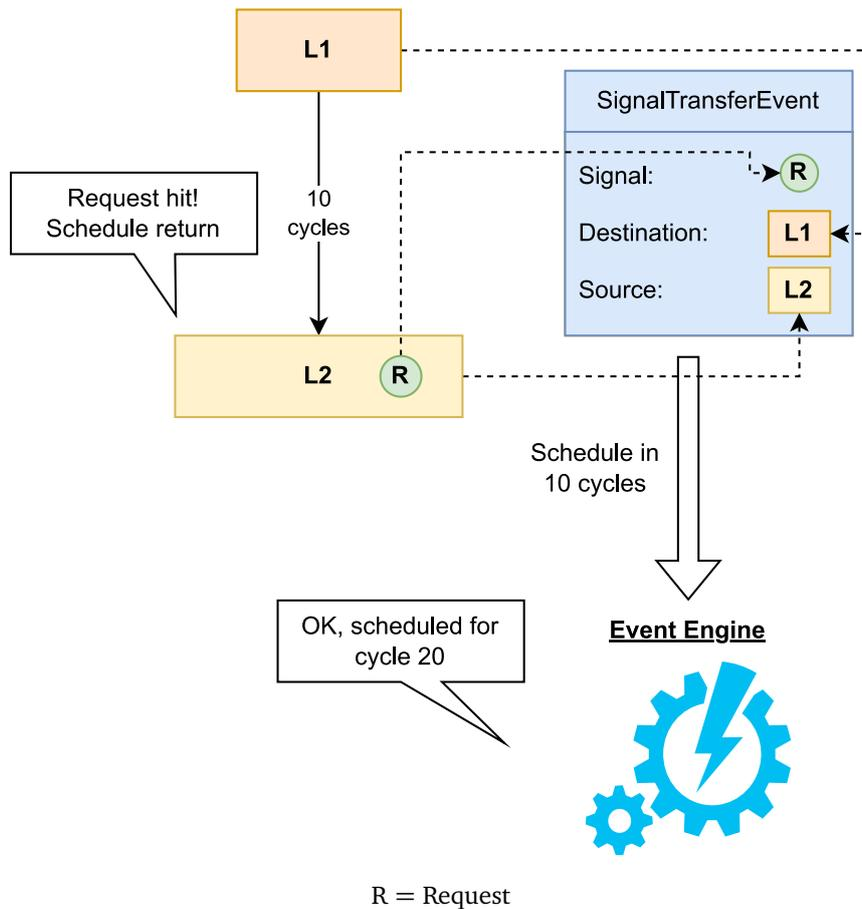 L1
SignalTransferEvent
Signal:
R
Request hit!
Schedule return
10
cycles
Destination:
L1
Source:
L2
L2
R
Schedule in
10 cycles
OK, scheduled for
cycle 20
Event Engine
R = Request